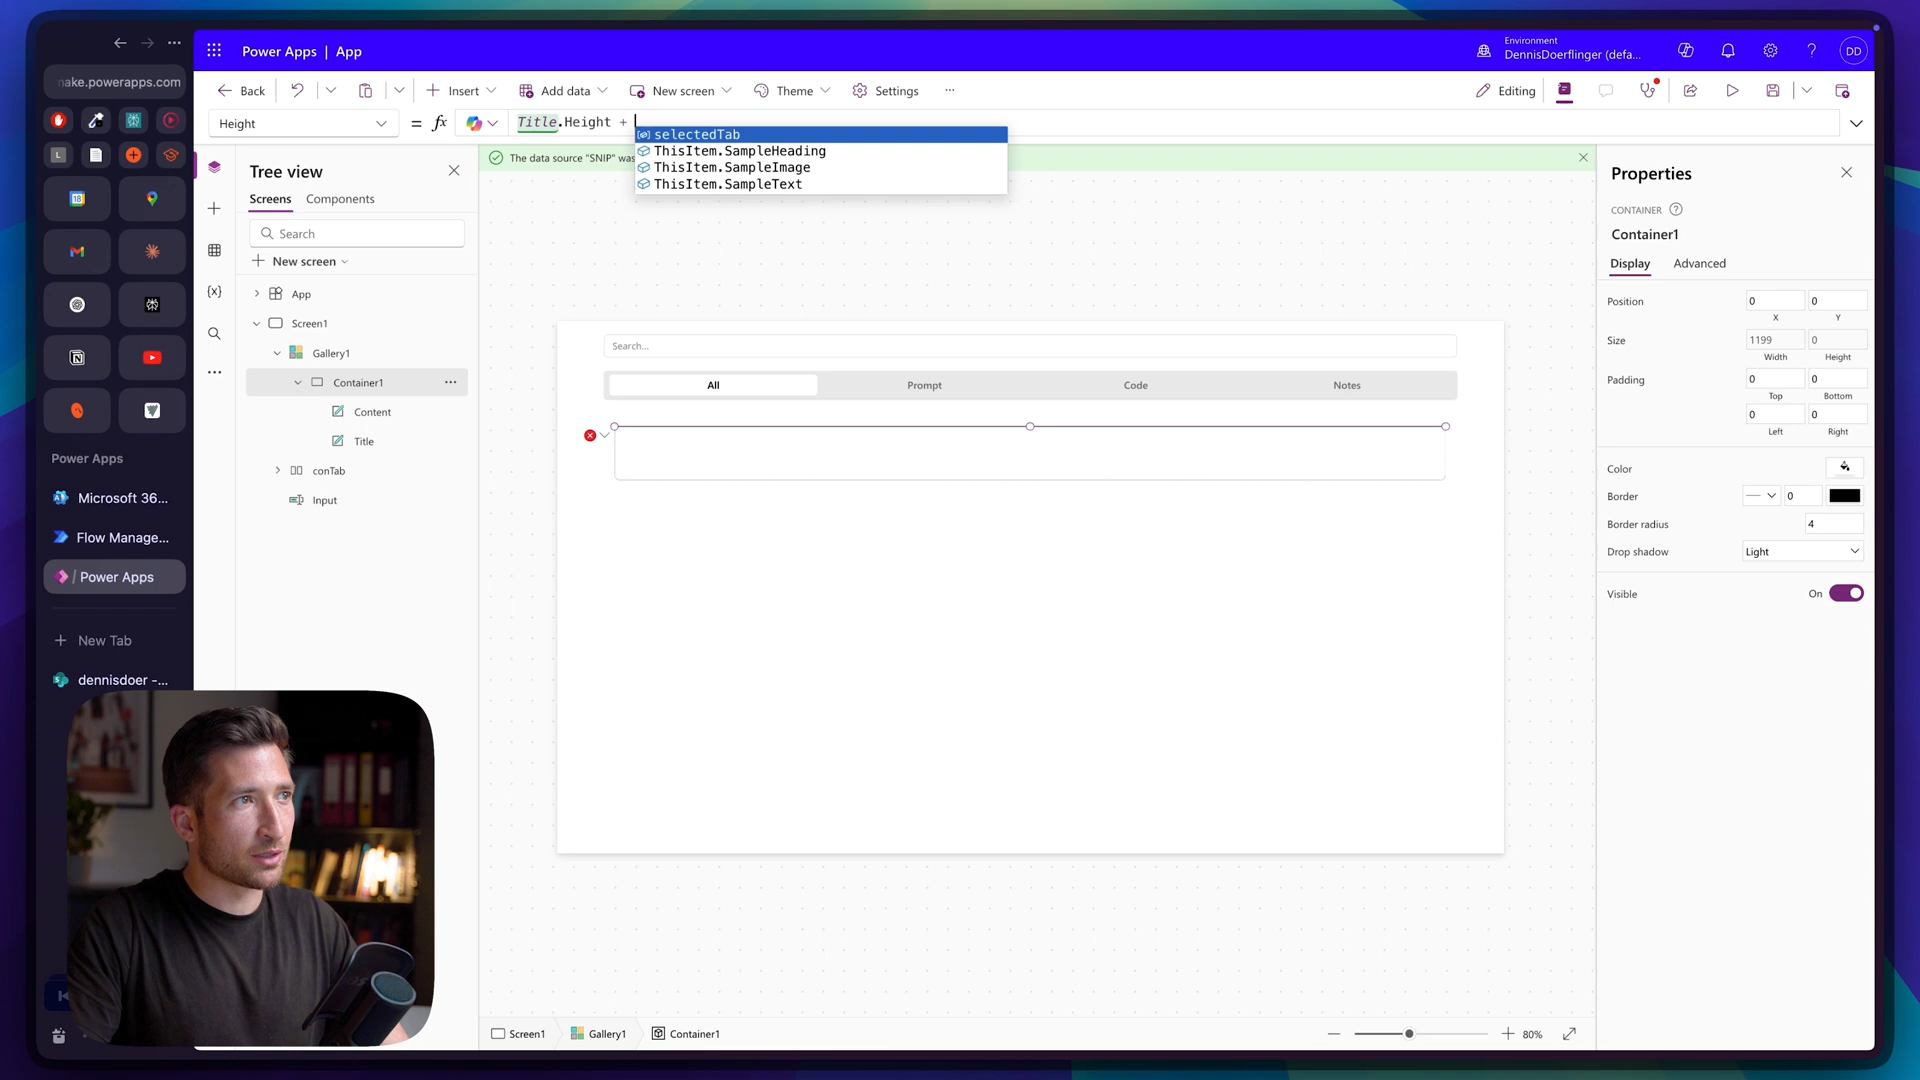 Power Apps | App
Environment
DennisDoerflinger (defa...
DD
make.powerapps.com
Back
Insert
Add data
New screen
Theme
Settings
Editing
Height
= fx
Title.Height +
selectedTab
ThisItem.SampleHeading
ThisItem.SampleImage
ThisItem.SampleText
The data source "SNIP" was
L
Tree view
Screens
Components
Search
New screen
App
Screen1
Gallery1
Container1
Content
Title
conTab
Input
Power Apps
Microsoft 36...
Flow Manage...
/ Power Apps
New Tab
dennisdoer -...
Search...
All
Prompt
Code
Notes
Properties
CONTAINER
Container1
Display
Advanced
Position
0
0
X
Y
Size
1199
0
Width
Height
Padding
0
0
Top
Bottom
0
0
Left
Right
Color
Border
0
Border radius
4
Drop shadow
Light
Visible
On
Screen1
Gallery1
Container1
80%